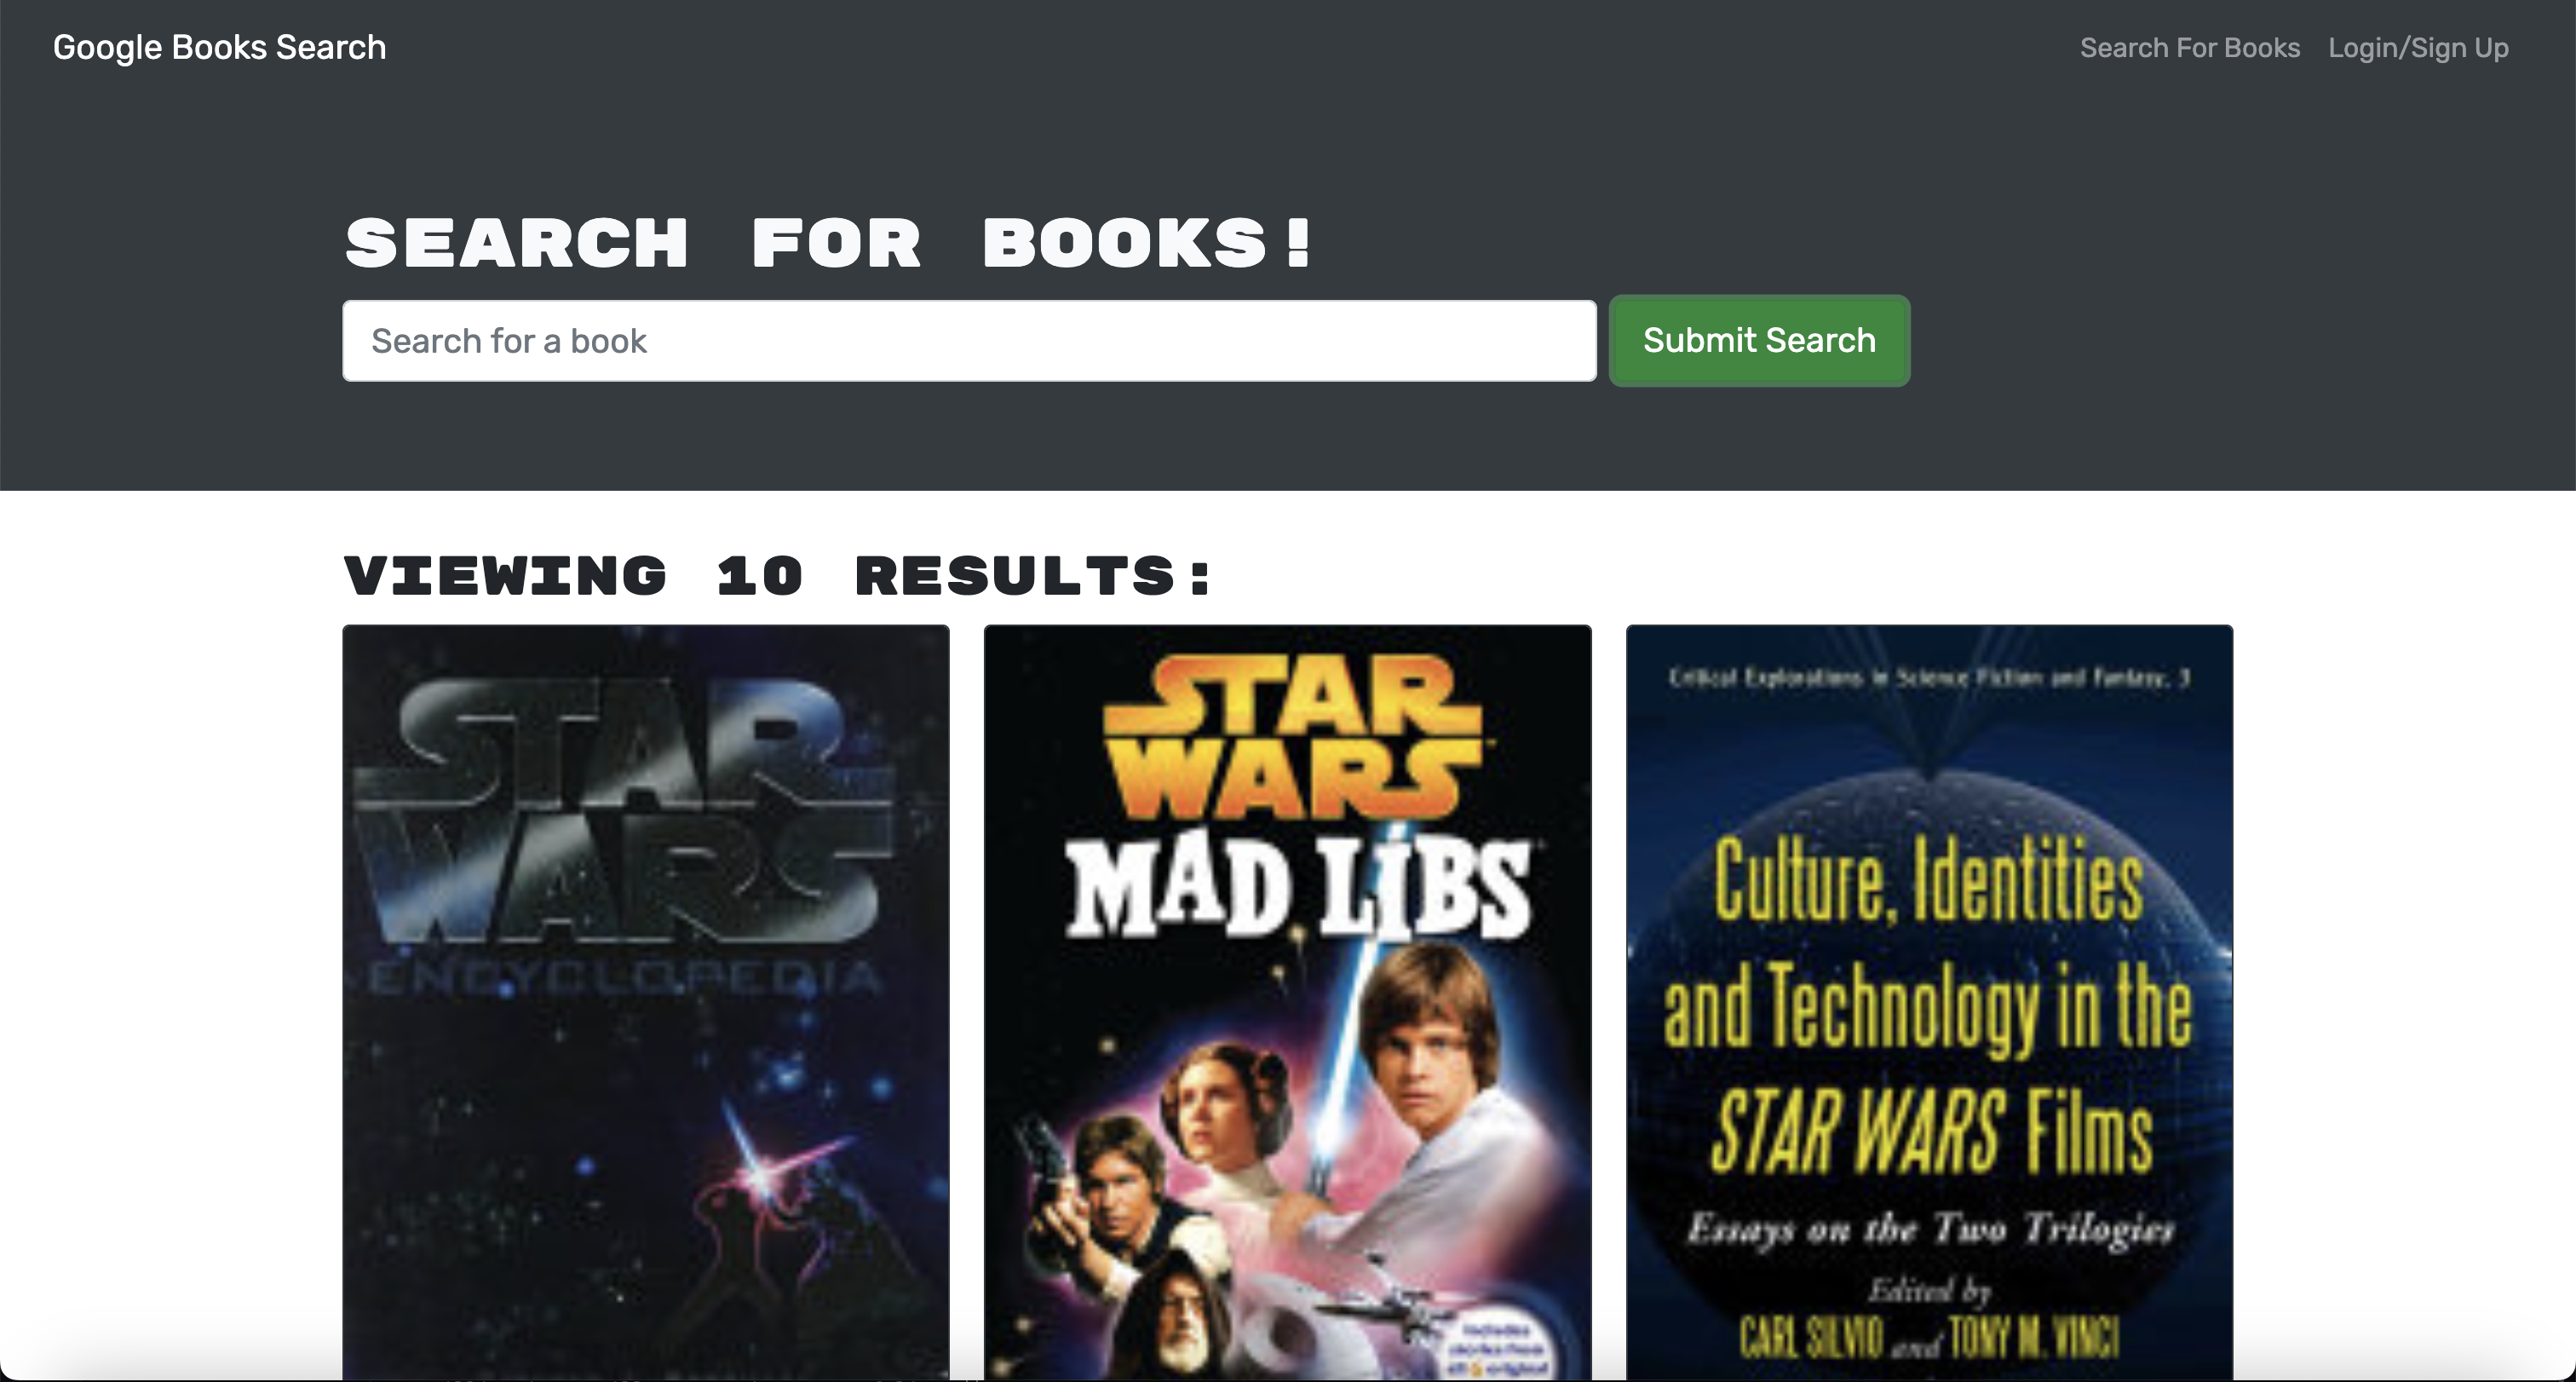 Google Books Search
Search For Books
Login/Sign Up
SEARCH FOR BOOKS!
Search for a book
Submit Search
VIEWING 10 RESULTS:
STAR
WARS
ENCYCLOPEDIA
STAR
WARS
MAD LIBS
Critical Explorations in Science Fiction and Fantasy, 3
Culture, Identities
and Technology in the
STAR WARS Films
Essays on the Two Trilogies
Edited by
CARL SILVIO and TONY M. VINCI